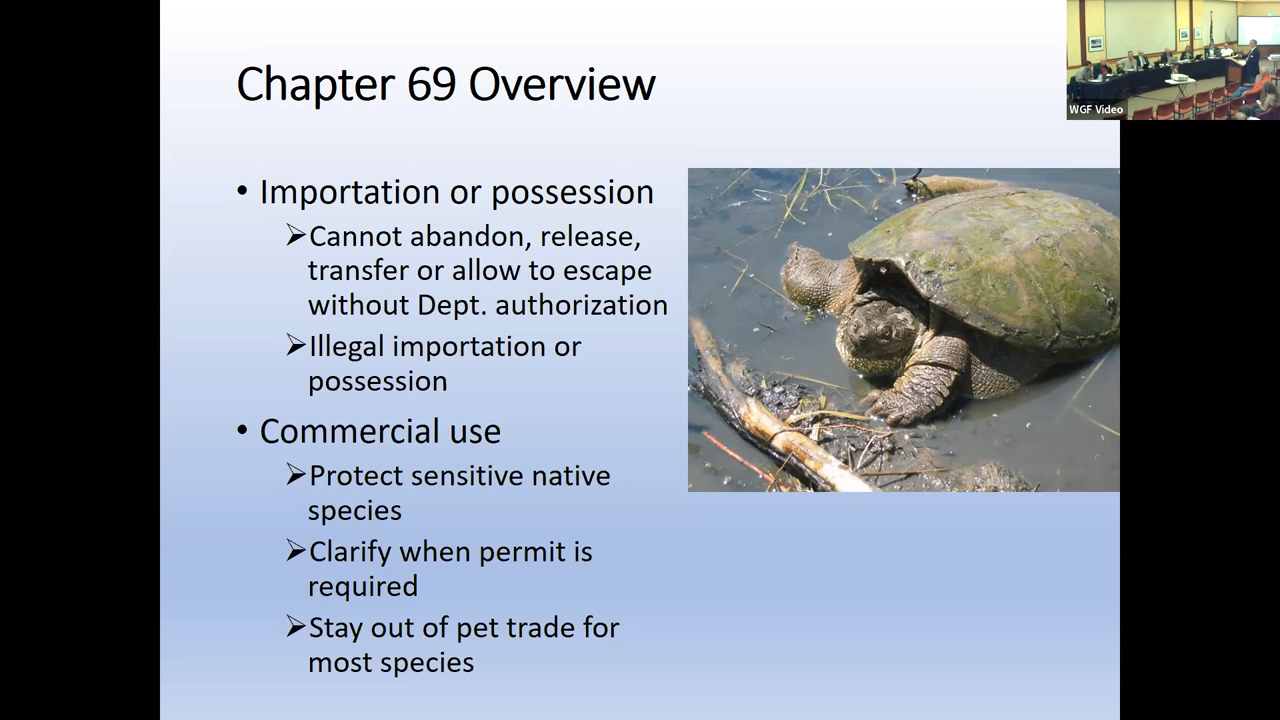 Chapter 69 Overview
WGF Video
• Importation or possession
➢Cannot abandon, release,
transfer or allow to escape
without Dept. authorization
➢Illegal importation or
possession
• Commercial use
➢Protect sensitive native
species
➢Clarify when permit is
required
➢Stay out of pet trade for
most species